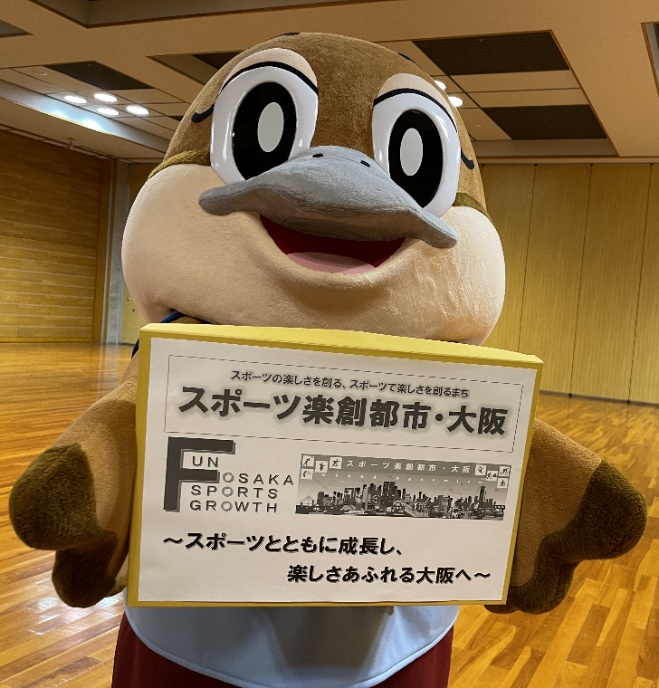 スポーツの楽しさを創る、スポーツで楽しさを創るまち
スポーツ楽創都市・大阪
FUN
OSAKA
SPORTS
GROWTH
スポーツ楽創都市・大阪
～スポーツとともに成長し、
楽しさあふれる大阪へ～